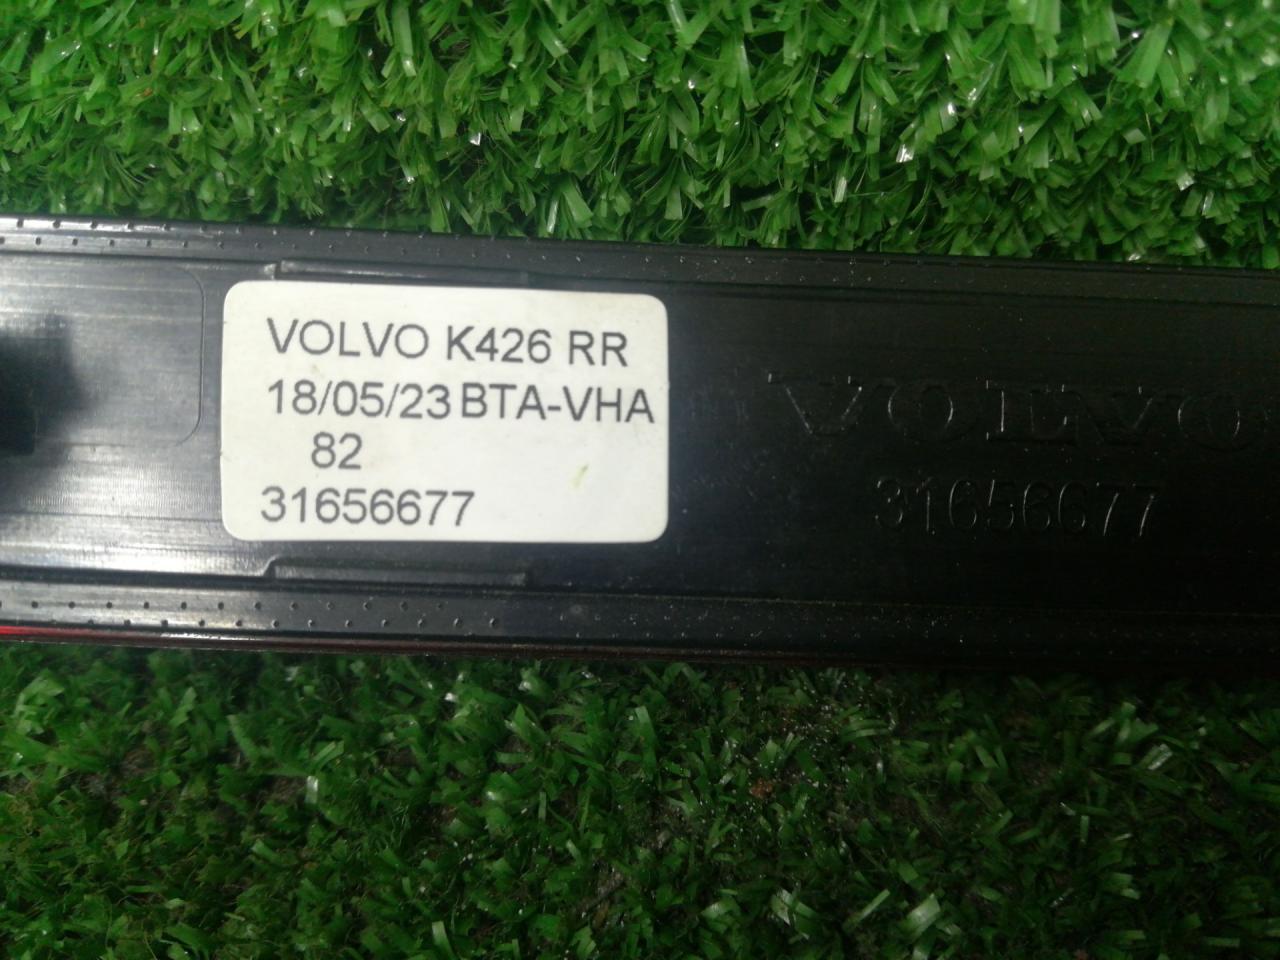 VOLVO K426 RR
18/05/23 BTA-VHA
82
31656677
VOLVO
31656677